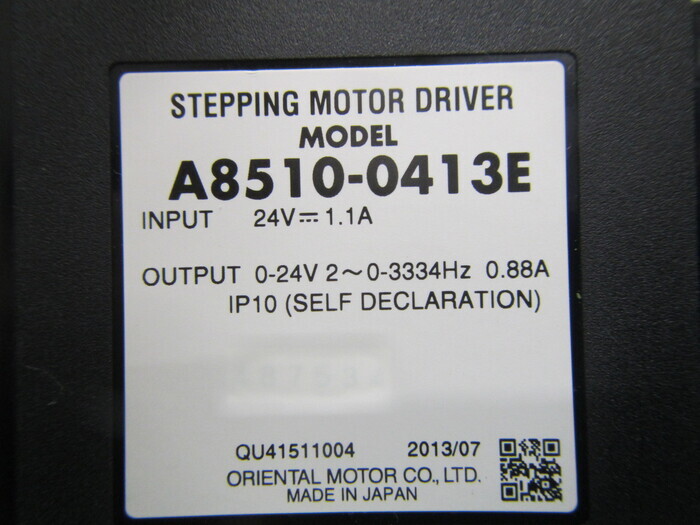 STEPPING MOTOR DRIVER
MODEL
A8510-0413E
INPUT 24V⎓1.1A
OUTPUT 0-24V 2～0-3334Hz 0.88A
IP10 (SELF DECLARATION)
QU41511004 2013/07
ORIENTAL MOTOR CO., LTD.
MADE IN JAPAN